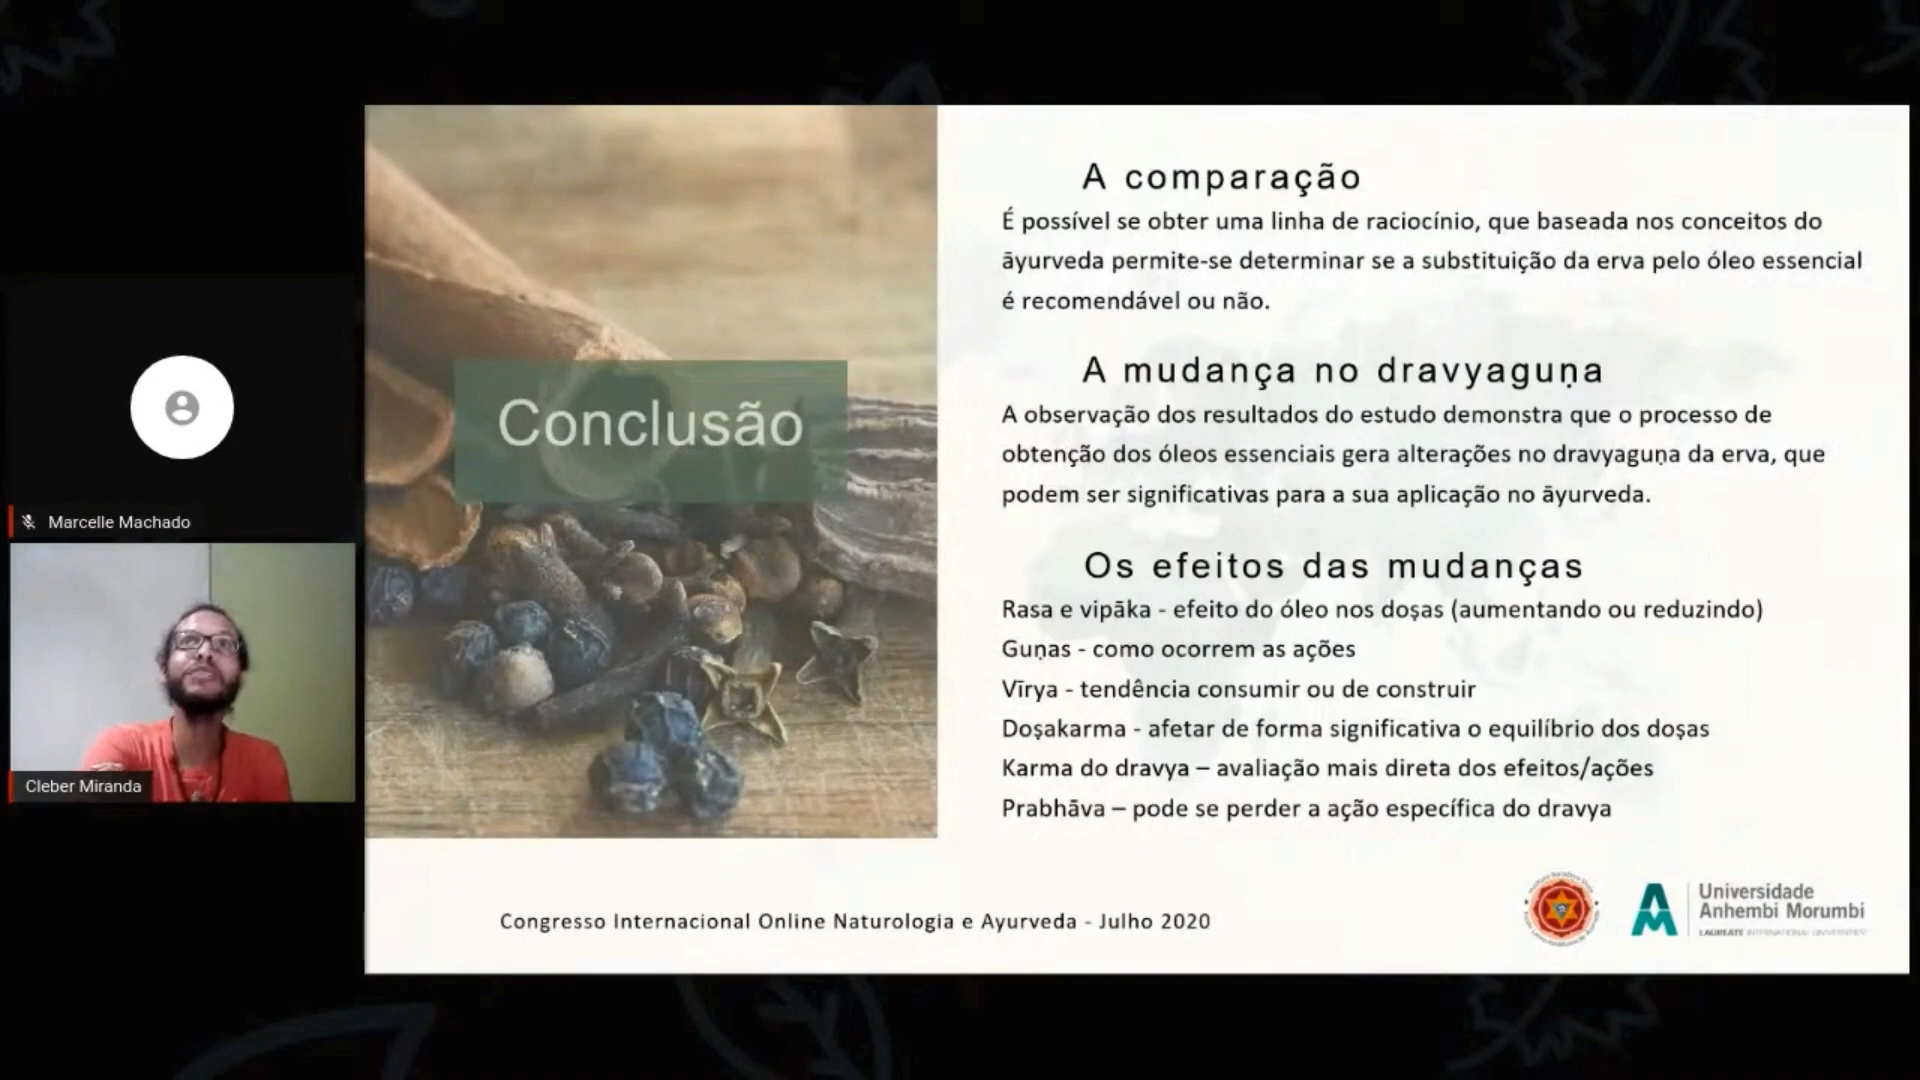 Marcelle Machado
Cleber Miranda
Conclusão
A comparação
É possível se obter uma linha de raciocínio, que baseada nos conceitos do
āyurveda permite-se determinar se a substituição da erva pelo óleo essencial
é recomendável ou não.
A mudança no dravyaguṇa
A observação dos resultados do estudo demonstra que o processo de
obtenção dos óleos essenciais gera alterações no dravyaguṇa da erva, que
podem ser significativas para a sua aplicação no āyurveda.
Os efeitos das mudanças
Rasa e vipāka - efeito do óleo nos doṣas (aumentando ou reduzindo)
Guṇas - como ocorrem as ações
Vīrya - tendência consumir ou de construir
Doṣakarma - afetar de forma significativa o equilíbrio dos doṣas
Karma do dravya – avaliação mais direta dos efeitos/ações
Prabhāva – pode se perder a ação específica do dravya
Congresso Internacional Online Naturologia e Ayurveda - Julho 2020
Universidade
Anhembi Morumbi
LAUREATE INTERNATIONAL UNIVERSITIES